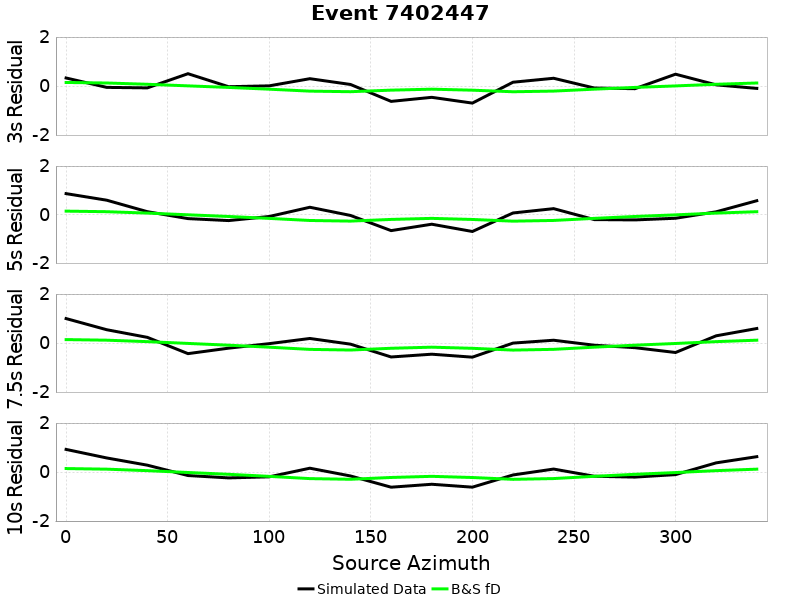 Event 7402447
3s Residual
2
0
-2
5s Residual
2
0
-2
7.5s Residual
2
0
-2
10s Residual
2
0
-2
0 50 100 150 200 250 300
Source Azimuth
Simulated Data B&S fD